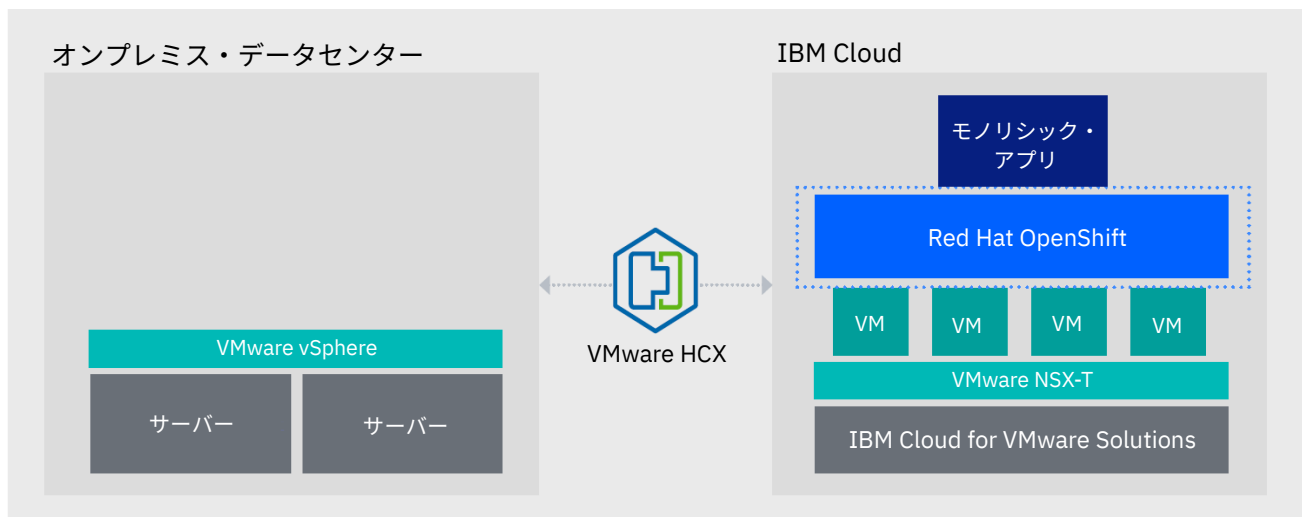 オンプレミス・データセンター
IBM Cloud
モノリシック・
アプリ
Red Hat OpenShift
VM
VM
VM
VM
VMware HCX
VMware vSphere
VMware NSX-T
サーバー
サーバー
IBM Cloud for VMware Solutions